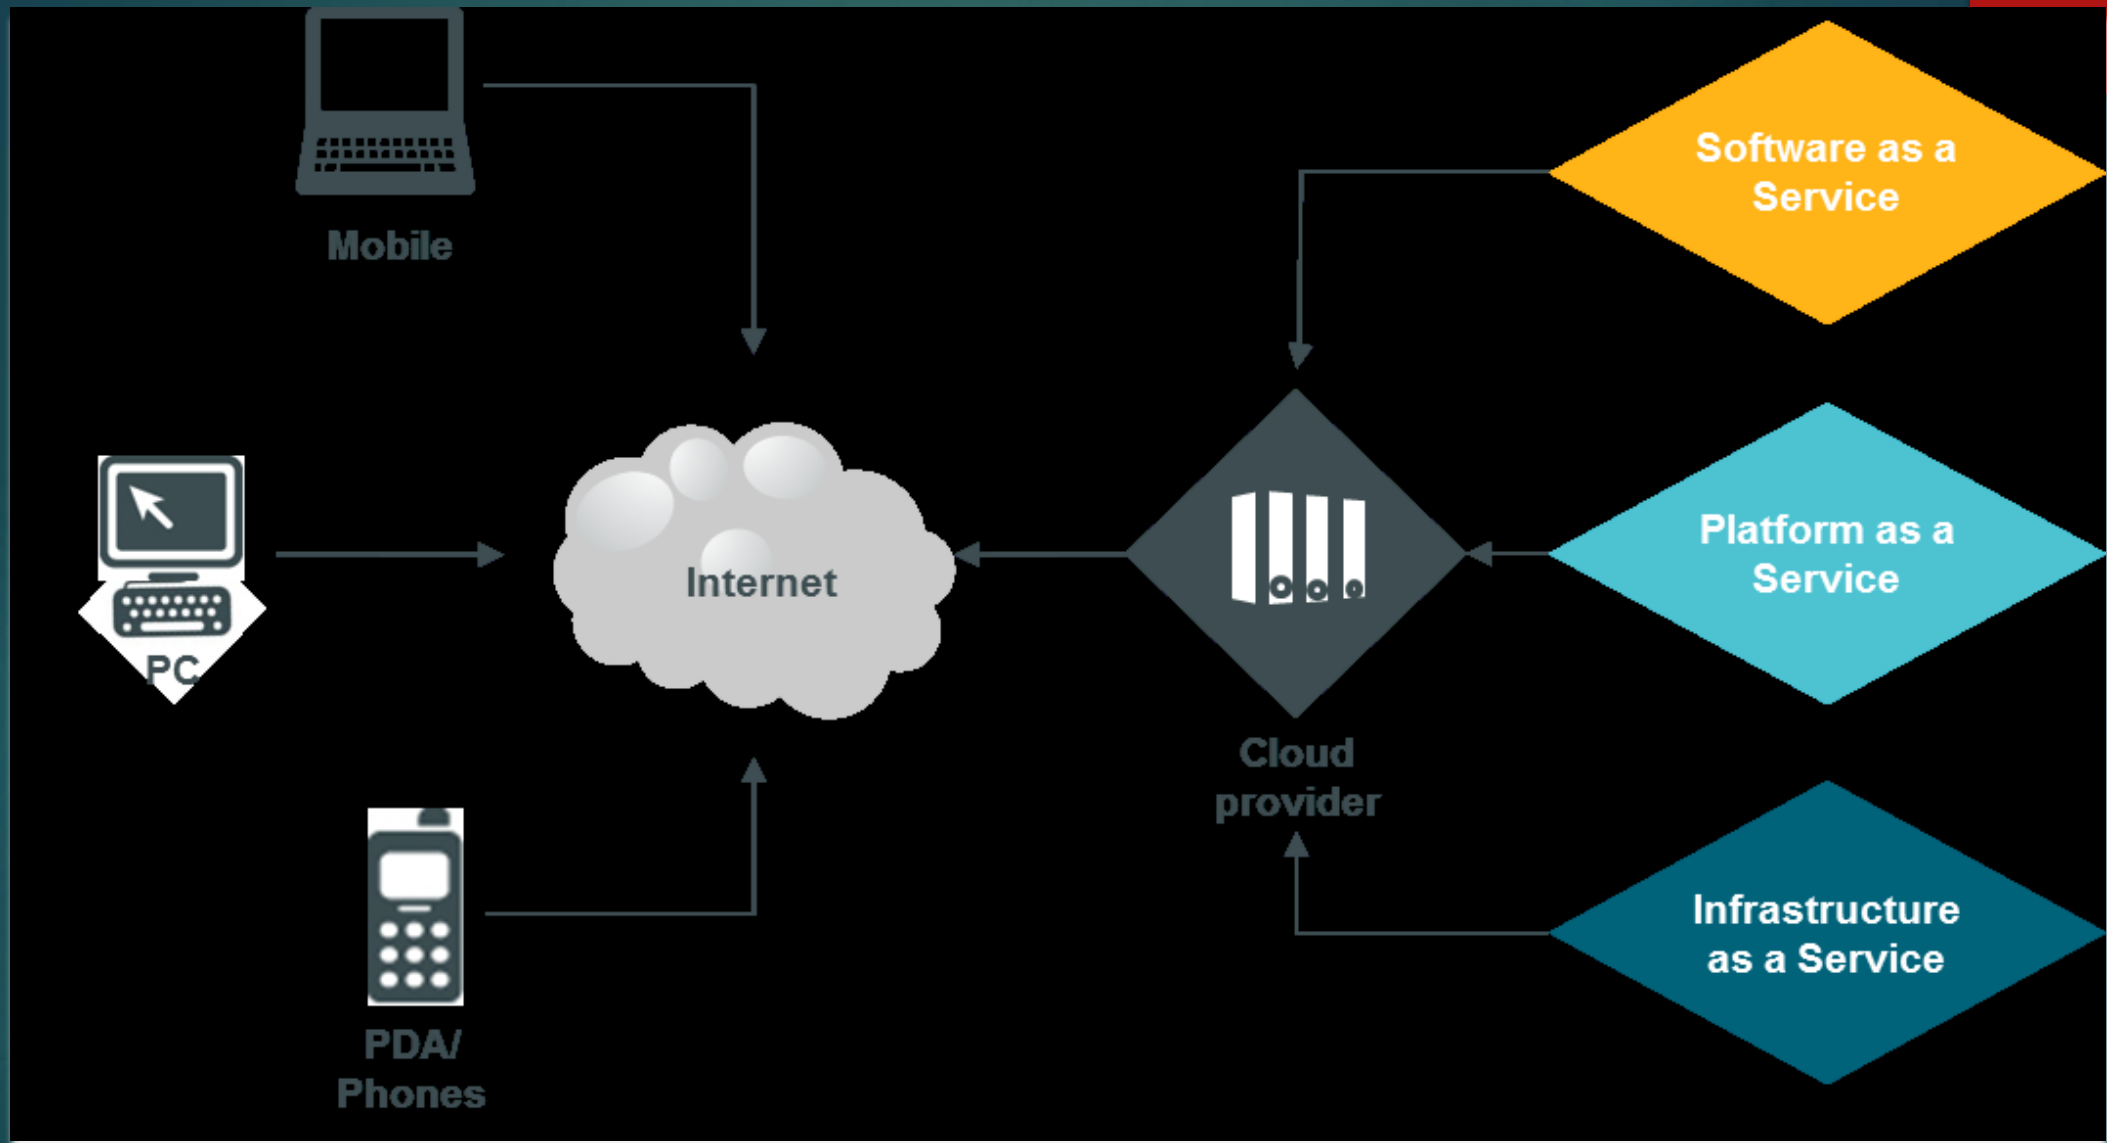 Mobile
PC
PDA/
Phones
Internet
Cloud
provider
Software as a
Service
Platform as a
Service
Infrastructure
as a Service